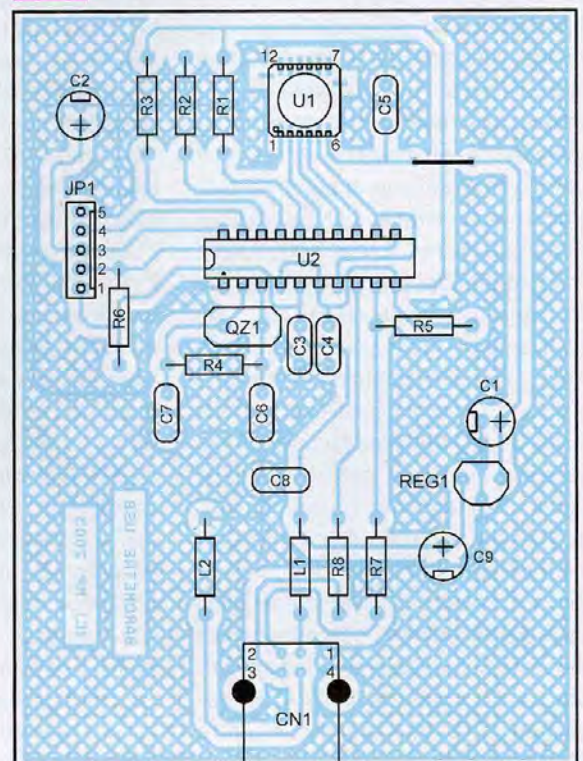 12 7
C2
R3 R2 R1 U1 C5
1 6
JP1
5
4
3
2
1
U2
R6
QZ1 C3 C4 R5
R4
C7 C6 C1
C8 REG1
BAROMETRE USB
L2 L1 R8 R7 C9
2 1
3 4
CN1